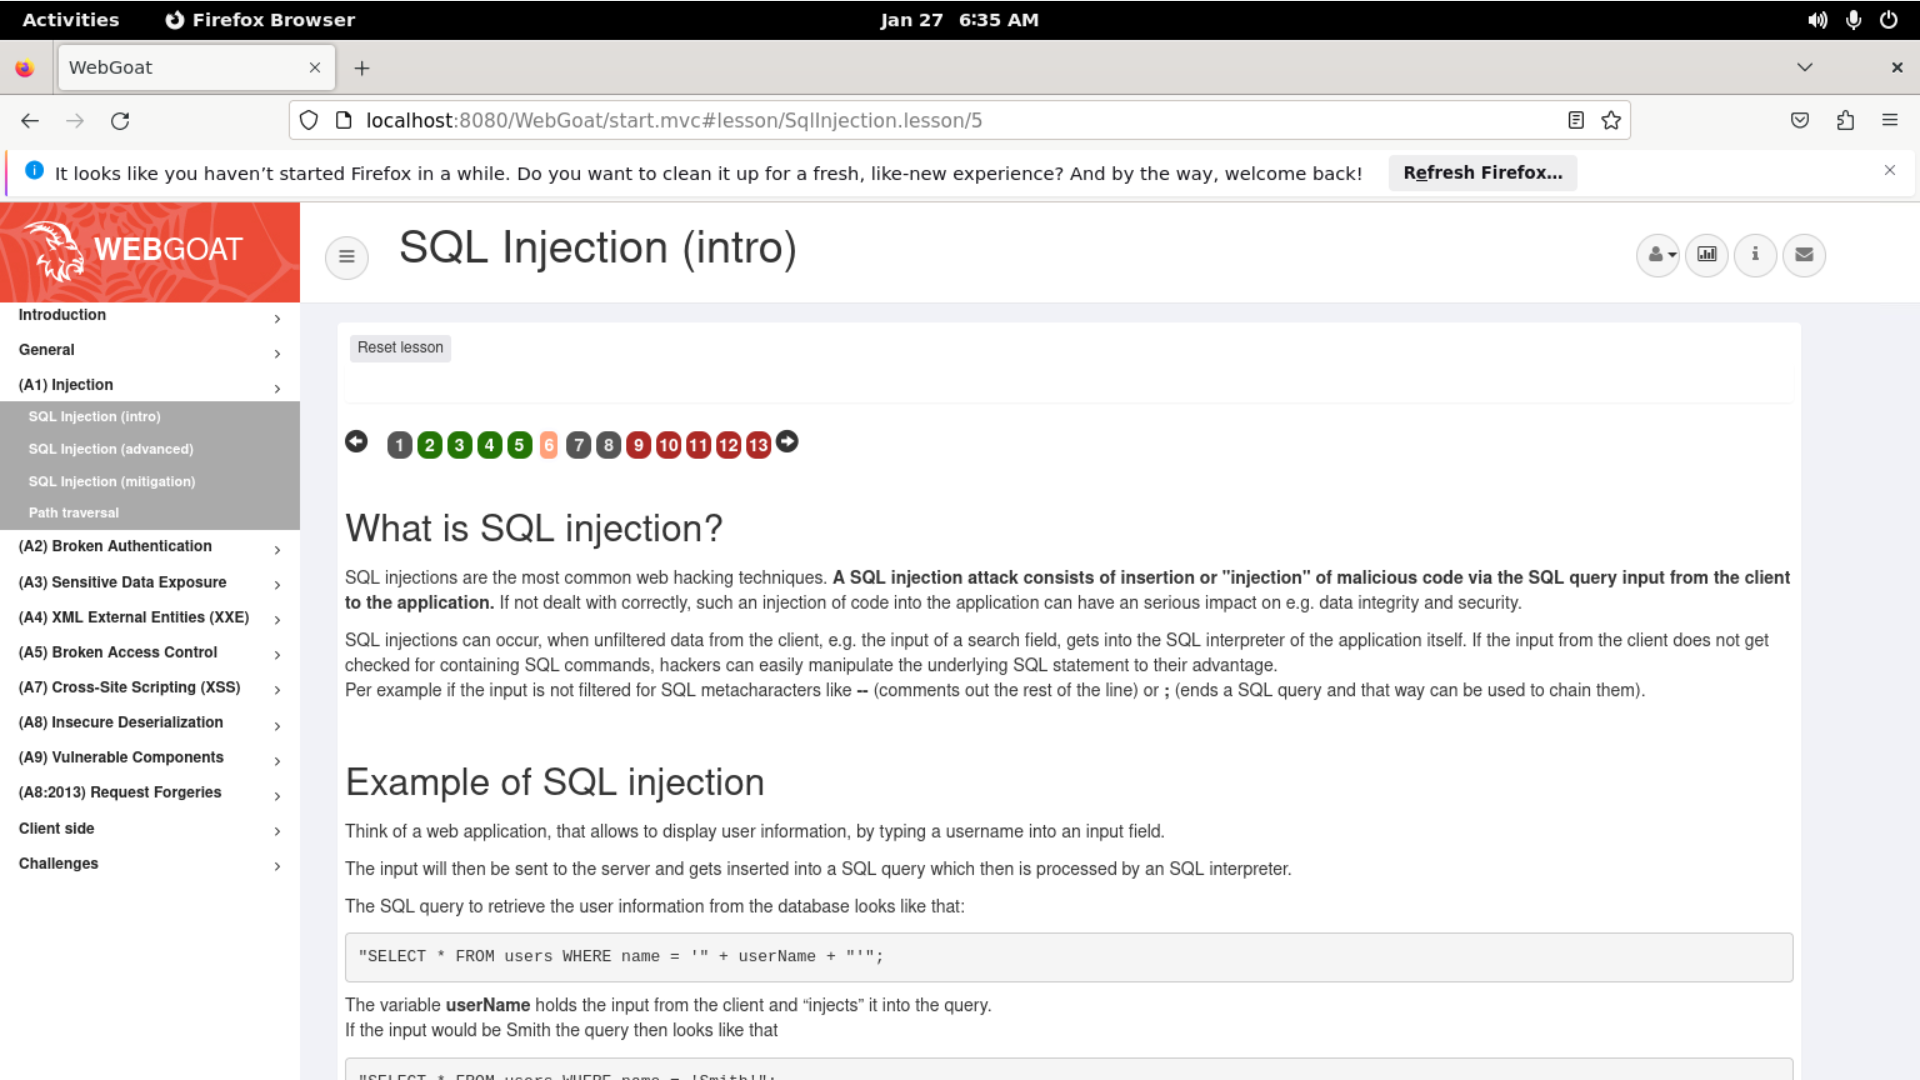 Activities Firefox Browser Jan 27 6:35 AM
WebGoat
localhost:8080/WebGoat/start.mvc#lesson/SqlInjection.lesson/5
It looks like you haven’t started Firefox in a while. Do you want to clean it up for a fresh, like-new experience? And by the way, welcome back! Refresh Firefox...
WEBGOAT
SQL Injection (intro)
Introduction
General
(A1) Injection
SQL Injection (intro)
SQL Injection (advanced)
SQL Injection (mitigation)
Path traversal
(A2) Broken Authentication
(A3) Sensitive Data Exposure
(A4) XML External Entities (XXE)
(A5) Broken Access Control
(A7) Cross-Site Scripting (XSS)
(A8) Insecure Deserialization
(A9) Vulnerable Components
(A8:2013) Request Forgeries
Client side
Challenges
Reset lesson
1 2 3 4 5 6 7 8 9 10 11 12 13
What is SQL injection?
SQL injections are the most common web hacking techniques. A SQL injection attack consists of insertion or "injection" of malicious code via the SQL query input from the client
to the application. If not dealt with correctly, such an injection of code into the application can have an serious impact on e.g. data integrity and security.
SQL injections can occur, when unfiltered data from the client, e.g. the input of a search field, gets into the SQL interpreter of the application itself. If the input from the client does not get
checked for containing SQL commands, hackers can easily manipulate the underlying SQL statement to their advantage.
Per example if the input is not filtered for SQL metacharacters like -- (comments out the rest of the line) or ; (ends a SQL query and that way can be used to chain them).
Example of SQL injection
Think of a web application, that allows to display user information, by typing a username into an input field.
The input will then be sent to the server and gets inserted into a SQL query which then is processed by an SQL interpreter.
The SQL query to retrieve the user information from the database looks like that:
"SELECT * FROM users WHERE name = '" + userName + "'";
The variable userName holds the input from the client and “injects” it into the query.
If the input would be Smith the query then looks like that
"SELECT * FROM users WHERE name = 'Smith'";